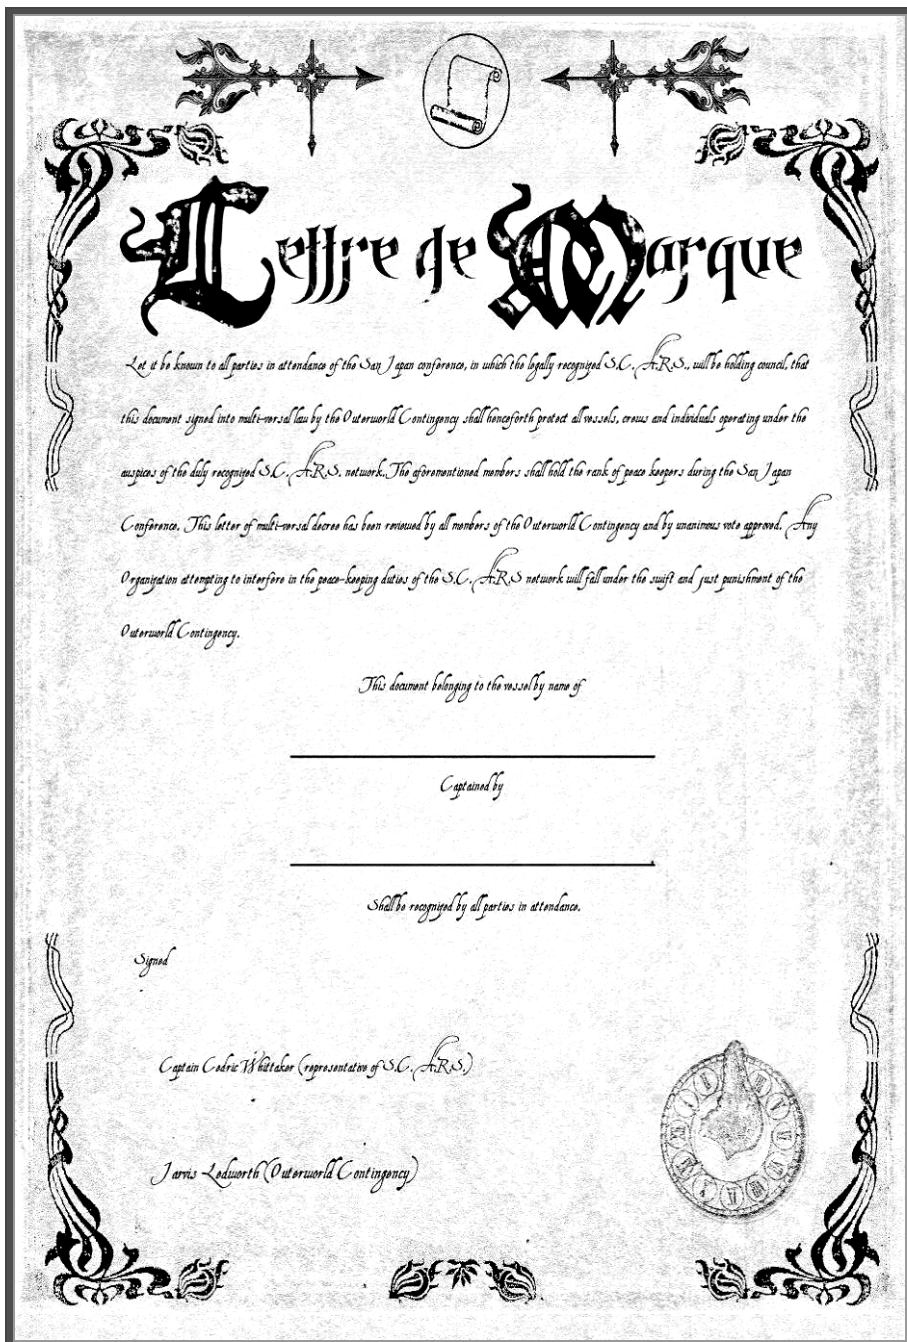 Lettre de Marque
Let it be known to all parties in attendance of the San Japan conference, in which the legally recognized S.C.A.R.S., will be holding council, that
this document signed into multi-versal law by the Outerworld Contingency shall henceforth protect all vessels, crews and individuals operating under the
auspices of the duly recognized S.C.A.R.S. network. The aforementioned members shall hold the rank of peace keepers during the San Japan
Conference. This letter of multi-versal decree has been reviewed by all members of the Outerworld Contingency and by unanimous vote approved. Any
Organization attempting to interfere in the peace-keeping duties of the S.C.A.R.S network will fall under the swift and just punishment of the
Outerworld Contingency.
This document belonging to the vessel by name of
Captained by
Shall be recognized by all parties in attendance.
Signed
Captain Cedric Whittaker (representative of S.C.A.R.S.)
Jarvis Ledworth (Outerworld Contingency)